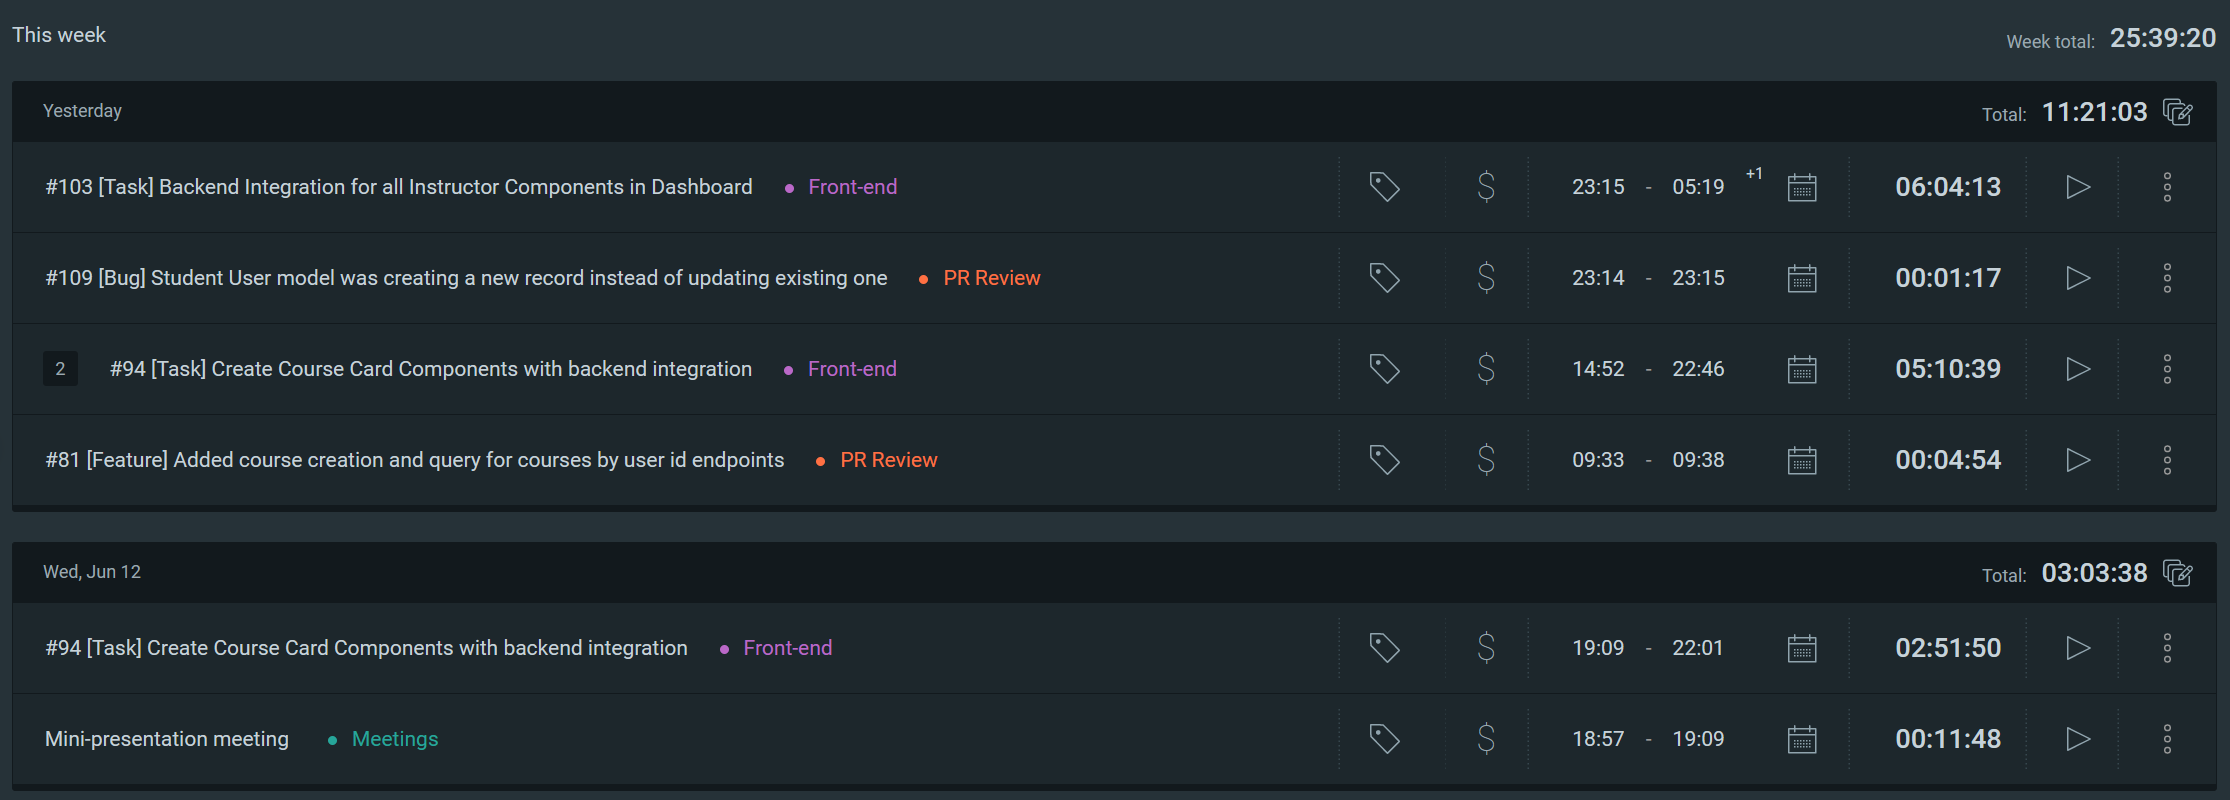 This week Week total: 25:39:20
Yesterday Total: 11:21:03
#103 [Task] Backend Integration for all Instructor Components in Dashboard Front-end $ 23:15 - 05:19 +1 06:04:13
#109 [Bug] Student User model was creating a new record instead of updating existing one PR Review $ 23:14 - 23:15 00:01:17
2 #94 [Task] Create Course Card Components with backend integration Front-end $ 14:52 - 22:46 05:10:39
#81 [Feature] Added course creation and query for courses by user id endpoints PR Review $ 09:33 - 09:38 00:04:54
Wed, Jun 12 Total: 03:03:38
#94 [Task] Create Course Card Components with backend integration Front-end $ 19:09 - 22:01 02:51:50
Mini-presentation meeting Meetings $ 18:57 - 19:09 00:11:48